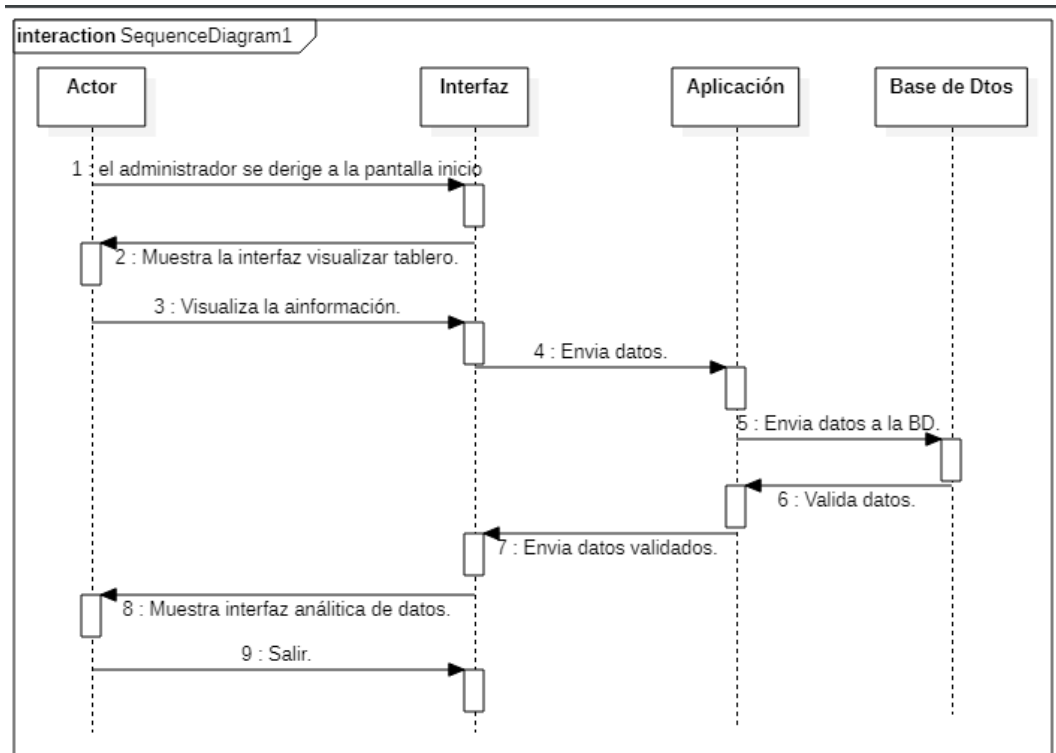 interaction SequenceDiagram1
Actor
Interfaz
Aplicación
Base de Dtos
1 : el administrador se derige a la pantalla inicio
2 : Muestra la interfaz visualizar tablero.
3 : Visualiza la ainformación.
4 : Envia datos.
5 : Envia datos a la BD.
6 : Valida datos.
7 : Envia datos validados.
8 : Muestra interfaz análitica de datos.
9 : Salir.